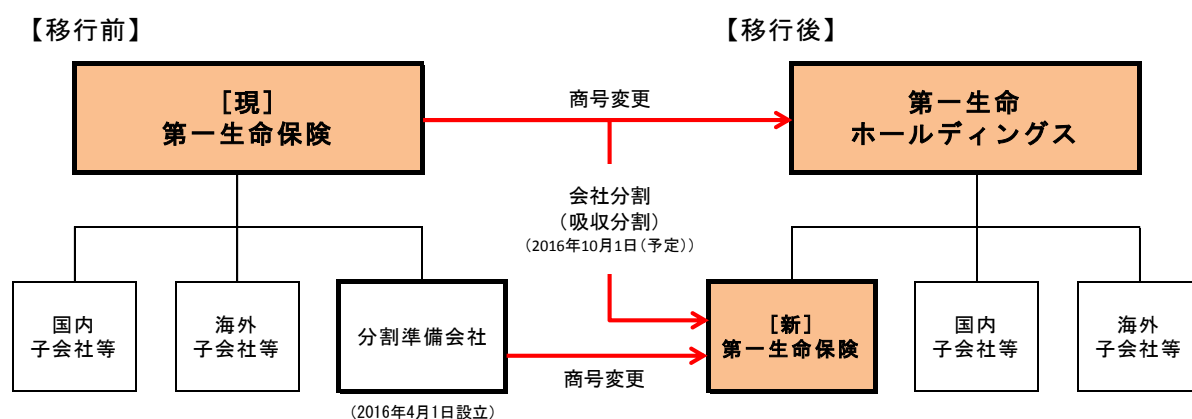 【移行前】
【移行後】
［現］
第一生命保険
商号変更
第一生命
ホールディングス
会社分割
（吸収分割）
（2016年10月1日（予定））
国内
子会社等
海外
子会社等
分割準備会社
（2016年4月1日設立）
商号変更
［新］
第一生命保険
国内
子会社等
海外
子会社等